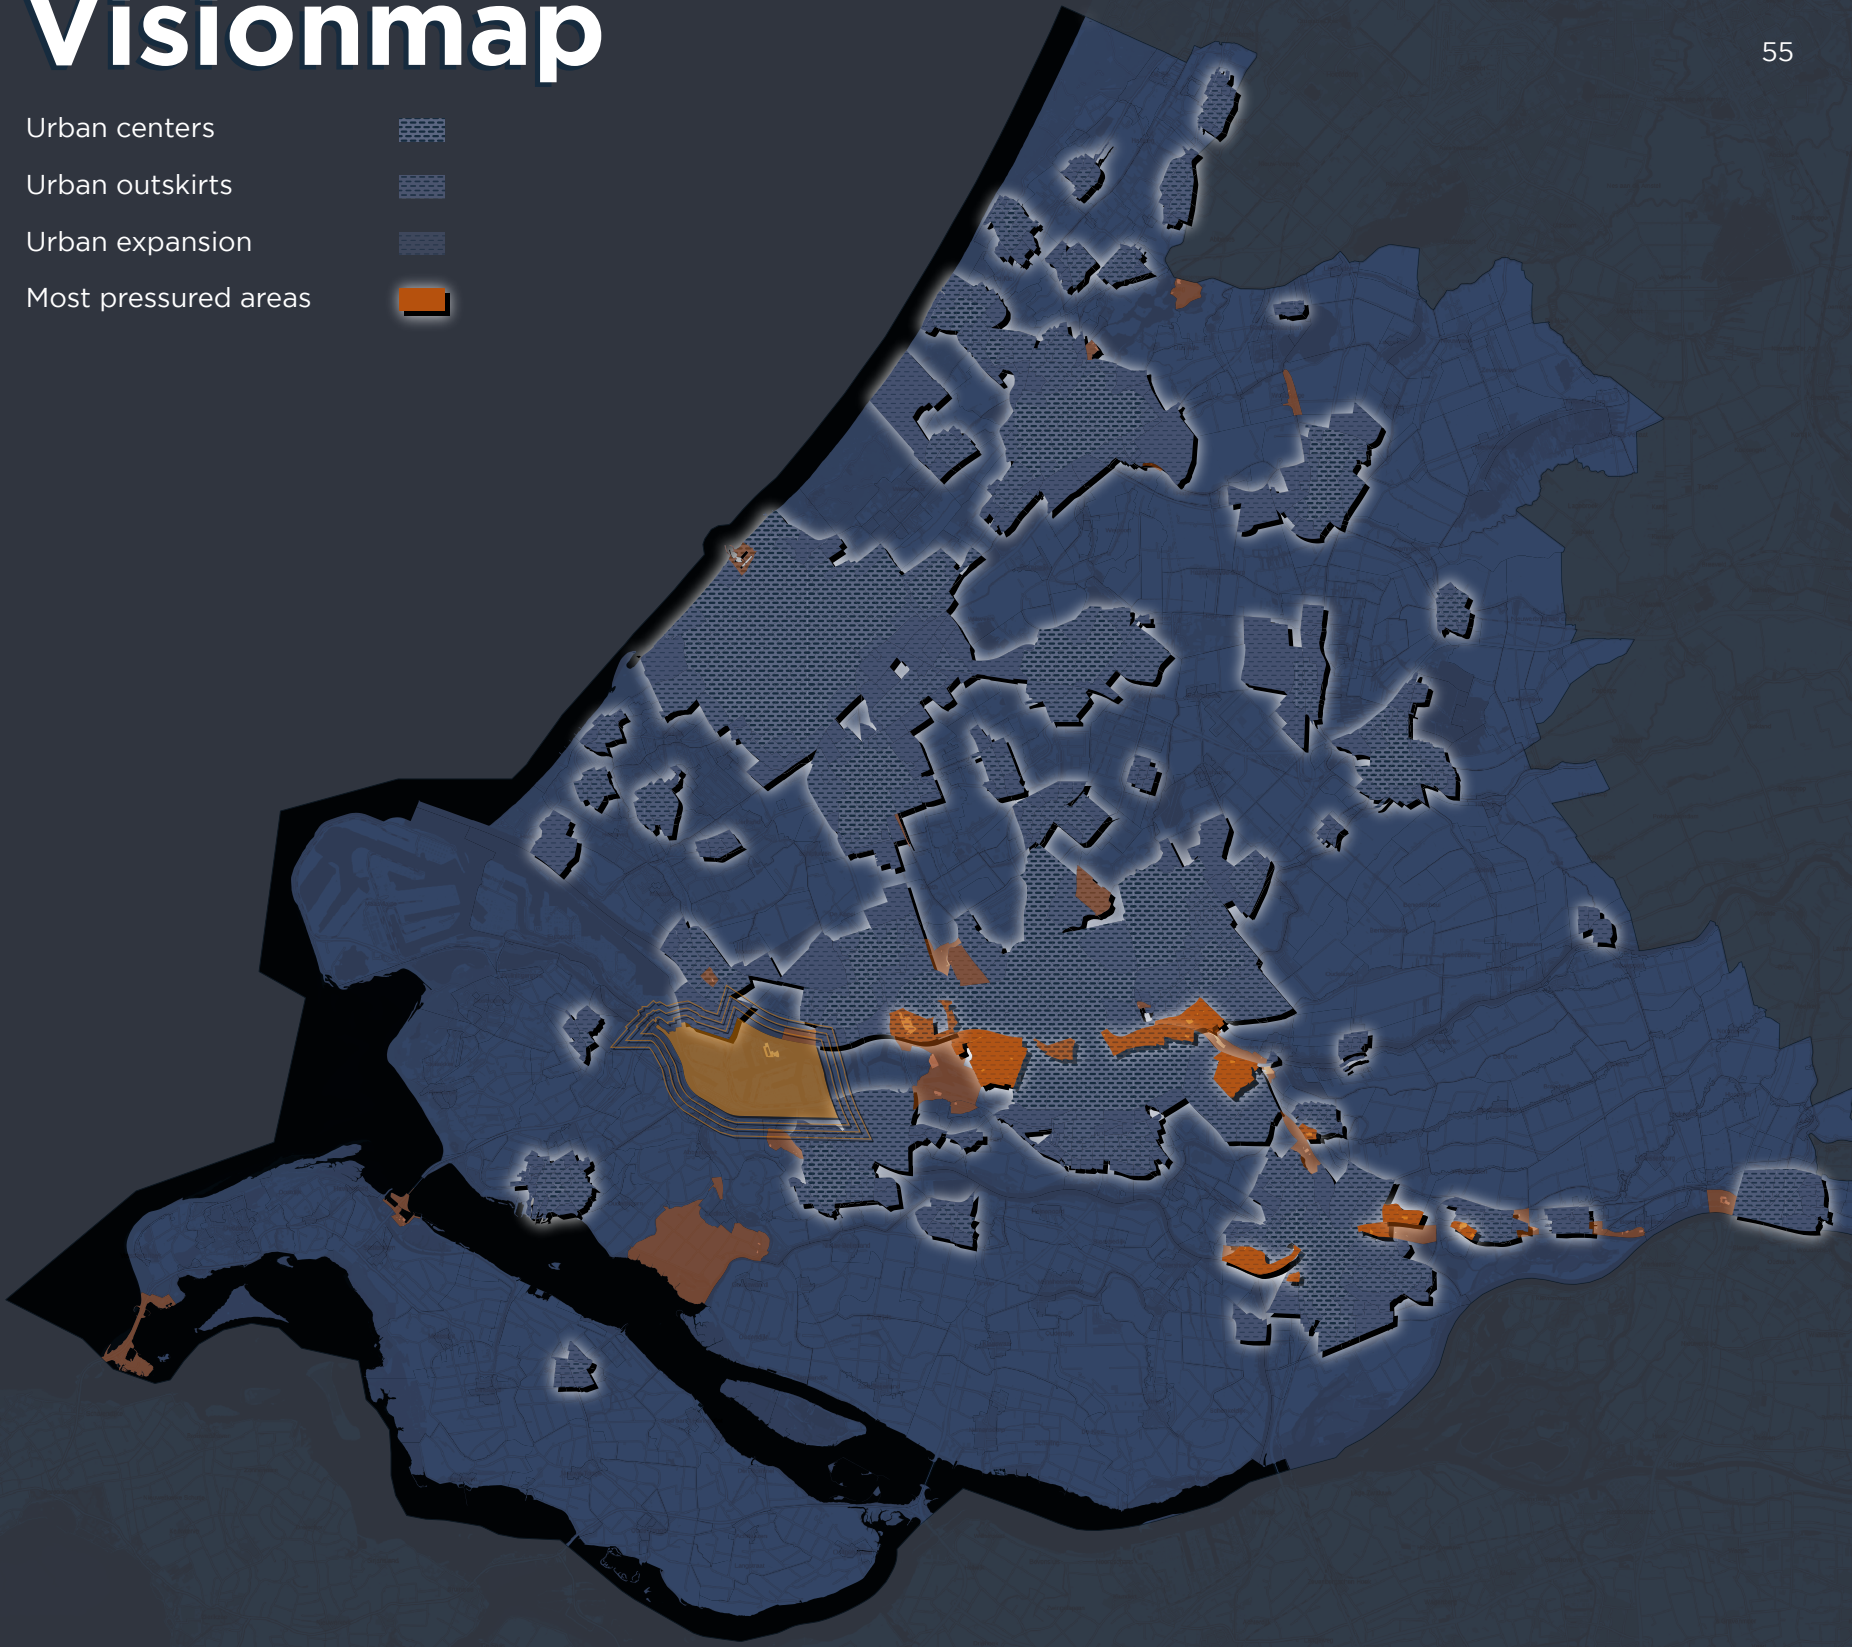 Visionmap
55
Urban centers
Urban outskirts
Urban expansion
Most pressured areas